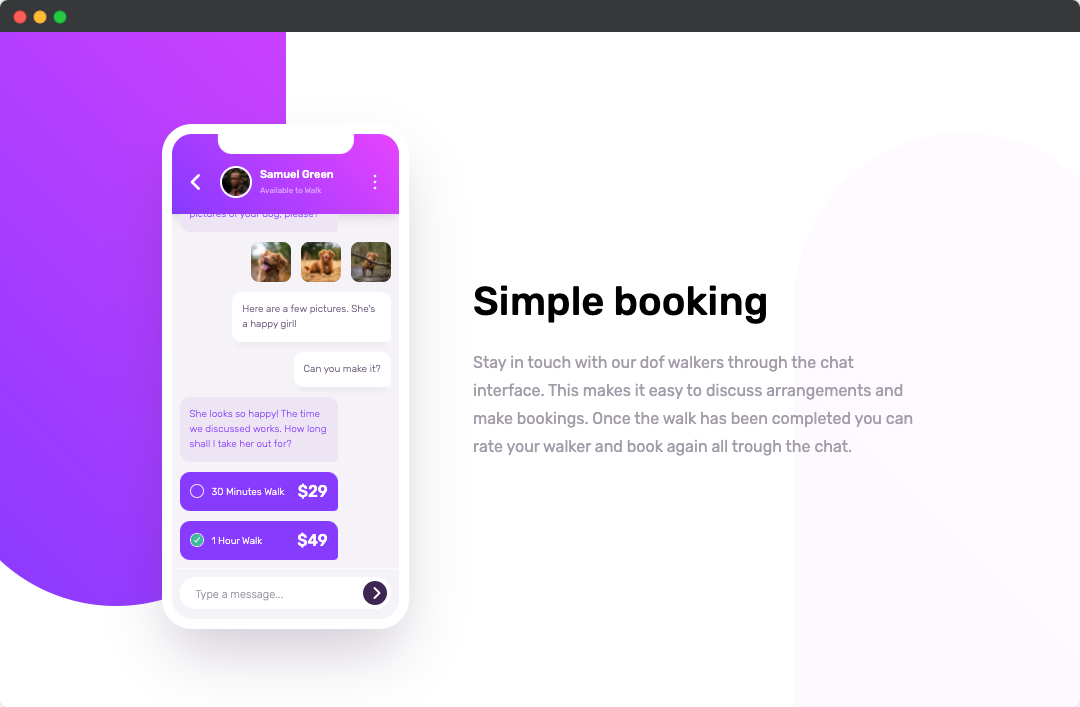 Samuel Green
Available to Walk
pictures of your dog, please?
Here are a few pictures. She's
a happy girl!
Can you make it?
She looks so happy! The time
we discussed works. How long
shall I take her out for?
30 Minutes Walk $29
1 Hour Walk $49
Type a message...
Simple booking
Stay in touch with our dof walkers through the chat
interface. This makes it easy to discuss arrangements and
make bookings. Once the walk has been completed you can
rate your walker and book again all trough the chat.